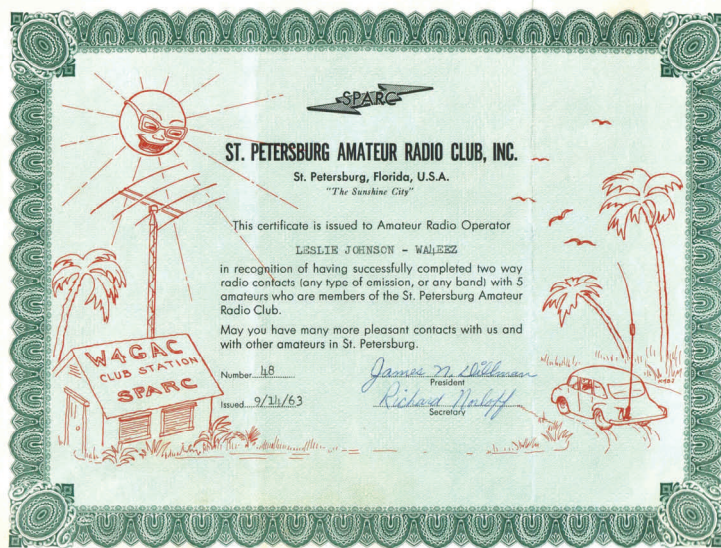 SPARC
ST. PETERSBURG AMATEUR RADIO CLUB, INC.
St. Petersburg, Florida, U.S.A.
"The Sunshine City"
This certificate is issued to Amateur Radio Operator
LESLIE JOHNSON - WA4EEZ
in recognition of having successfully completed two way
radio contacts (any type of emission, or any band) with 5
amateurs who are members of the St. Petersburg Amateur
Radio Club.
May you have many more pleasant contacts with us and
with other amateurs in St. Petersburg.
Number 48
James N.
President
Issued 9/14/63
Richard
Secretary
W4GAC
CLUB STATION
SPARC